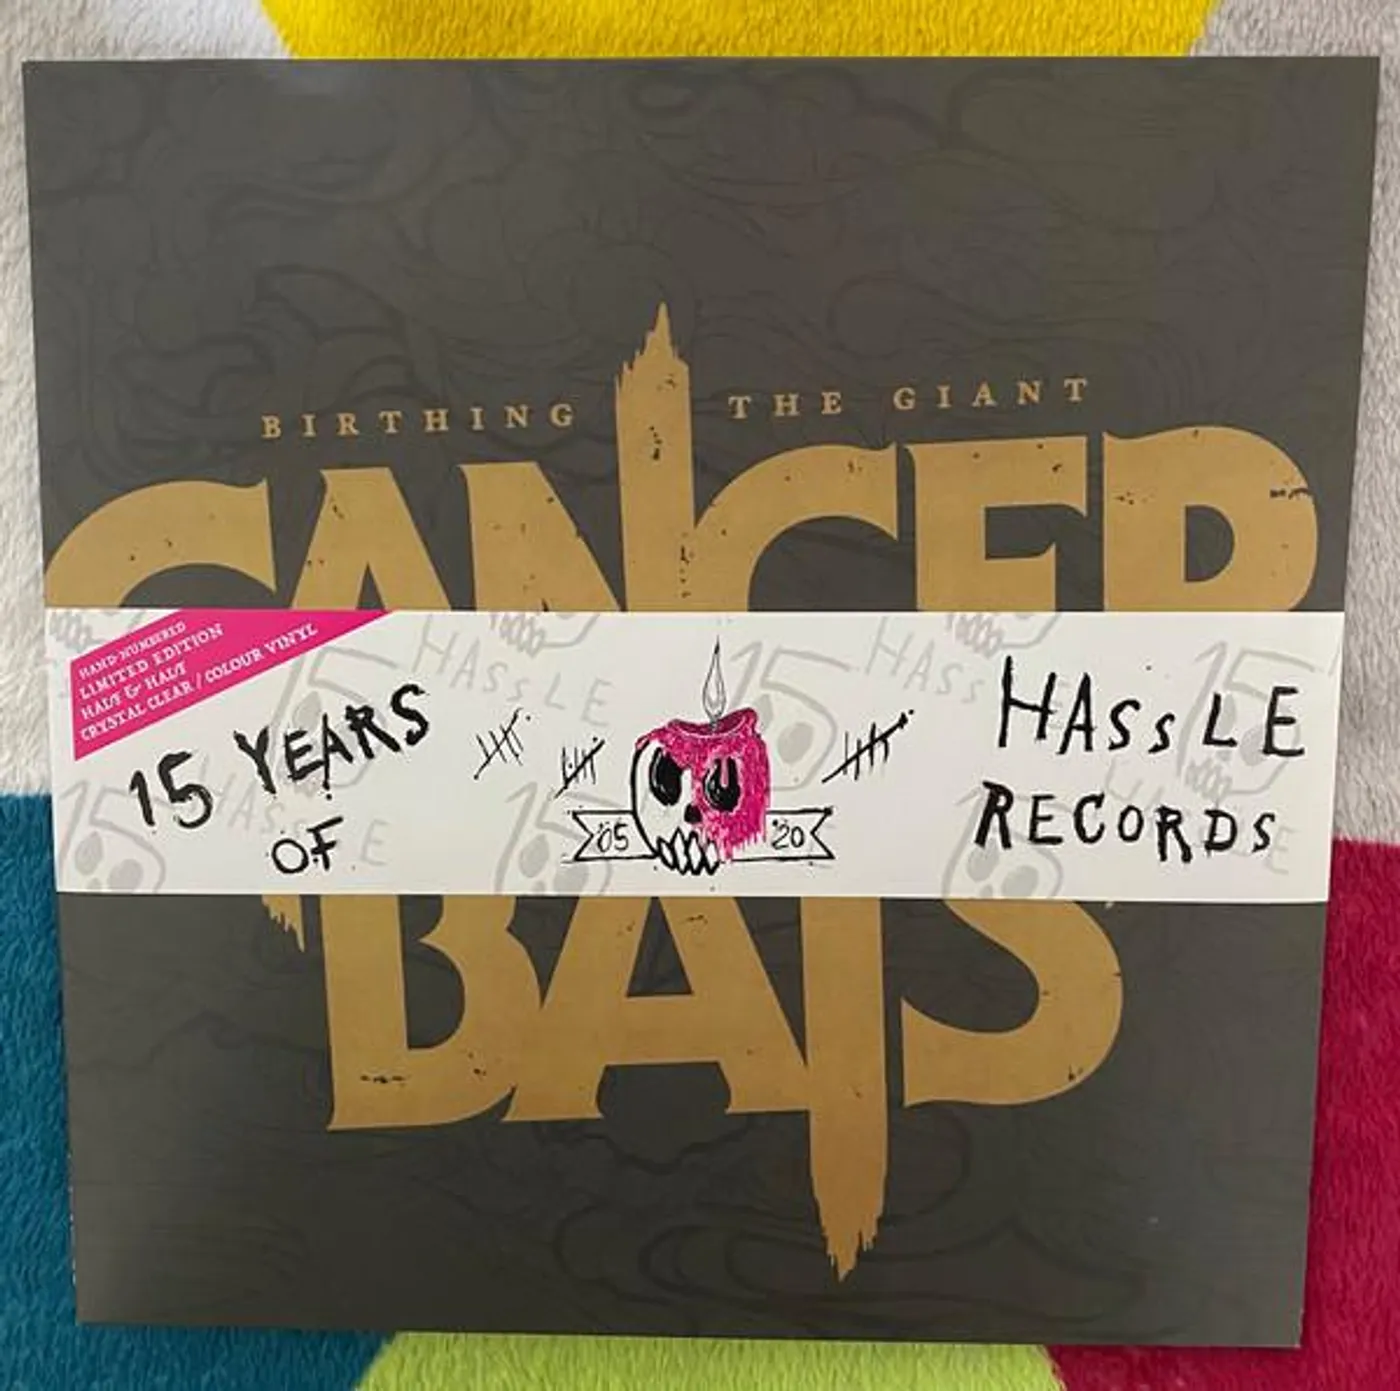 BIRTHING THE GIANT
CANCER
HAND-NUMBERED
LIMITED EDITION
HALF & HALF
CRYSTAL CLEAR / COLOUR VINYL
15 YEARS
OF
'05 '20
HASSLE
RECORDS
BATS